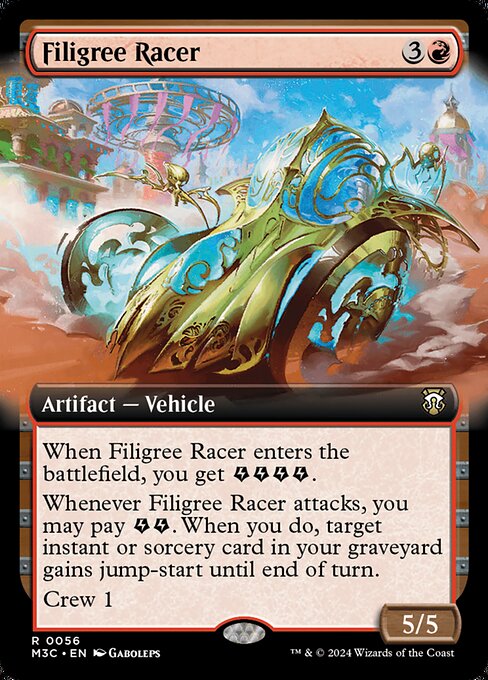 Filigree Racer 3
Artifact — Vehicle
When Filigree Racer enters the
battlefield, you get .
Whenever Filigree Racer attacks, you
may pay . When you do, target
instant or sorcery card in your graveyard
gains jump-start until end of turn.
Crew 1
5/5
R 0056
M3C • EN Gaboleps
™ & © 2024 Wizards of the Coast